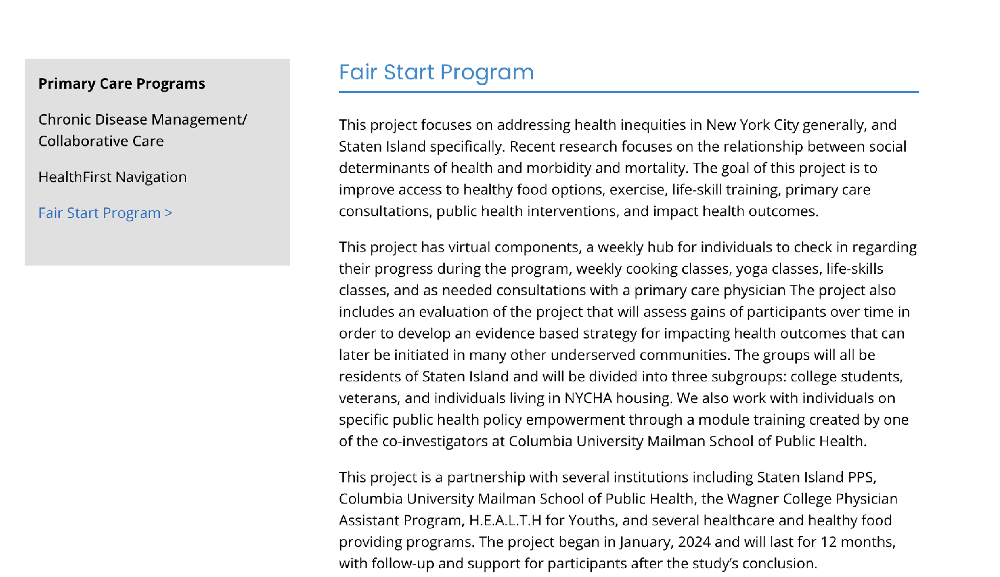 Primary Care Programs
Chronic Disease Management/
Collaborative Care
HealthFirst Navigation
Fair Start Program >
Fair Start Program
This project focuses on addressing health inequities in New York City generally, and
Staten Island specifically. Recent research focuses on the relationship between social
determinants of health and morbidity and mortality. The goal of this project is to
improve access to healthy food options, exercise, life-skill training, primary care
consultations, public health interventions, and impact health outcomes.
This project has virtual components, a weekly hub for individuals to check in regarding
their progress during the program, weekly cooking classes, yoga classes, life-skills
classes, and as needed consultations with a primary care physician The project also
includes an evaluation of the project that will assess gains of participants over time in
order to develop an evidence based strategy for impacting health outcomes that can
later be initiated in many other underserved communities. The groups will all be
residents of Staten Island and will be divided into three subgroups: college students,
veterans, and individuals living in NYCHA housing. We also work with individuals on
specific public health policy empowerment through a module training created by one
of the co-investigators at Columbia University Mailman School of Public Health.
This project is a partnership with several institutions including Staten Island PPS,
Columbia University Mailman School of Public Health, the Wagner College Physician
Assistant Program, H.E.A.L.T.H for Youths, and several healthcare and healthy food
providing programs. The project began in January, 2024 and will last for 12 months,
with follow-up and support for participants after the study’s conclusion.